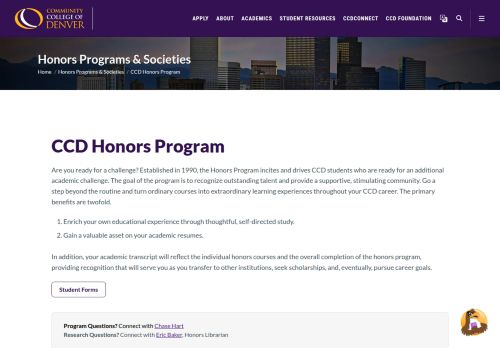 COMMUNITY
COLLEGE OF
DENVER
APPLY ABOUT ACADEMICS STUDENT RESOURCES CCDCONNECT CCD FOUNDATION
Honors Programs & Societies
Home / Honors Programs & Societies / CCD Honors Program
CCD Honors Program
Are you ready for a challenge? Established in 1990, the Honors Program incites and drives CCD students who are ready for an additional
academic challenge. The goal of the program is to recognize outstanding talent and provide a supportive, stimulating community. Go a
step beyond the routine and turn ordinary courses into extraordinary learning experiences throughout your CCD career. The primary
benefits are twofold.
1. Enrich your own educational experience through thoughtful, self-directed study.
2. Gain a valuable asset on your academic resumes.
In addition, your academic transcript will reflect the individual honors courses and the overall completion of the honors program,
providing recognition that will serve you as you transfer to other institutions, seek scholarships, and, eventually, pursue career goals.
Student Forms
Program Questions? Connect with Chase Hart
Research Questions? Connect with Eric Baker, Honors Librarian